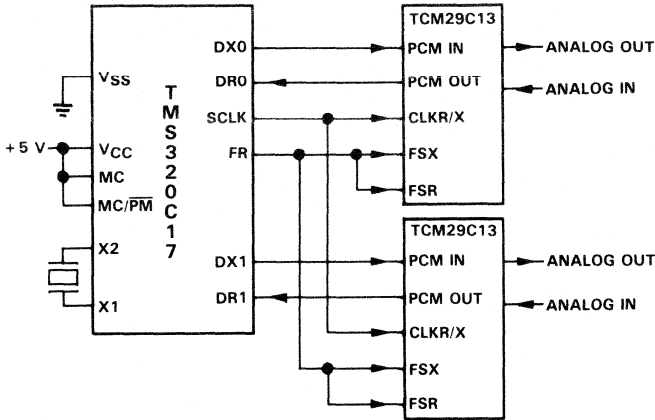 TMS320C17
VSS
+5 V
VCC
MC
MC/PM
X2
X1
DX0
DR0
SCLK
FR
DX1
DR1
TCM29C13
PCM IN
PCM OUT
CLKR/X
FSX
FSR
ANALOG OUT
ANALOG IN
TCM29C13
PCM IN
PCM OUT
CLKR/X
FSX
FSR
ANALOG OUT
ANALOG IN